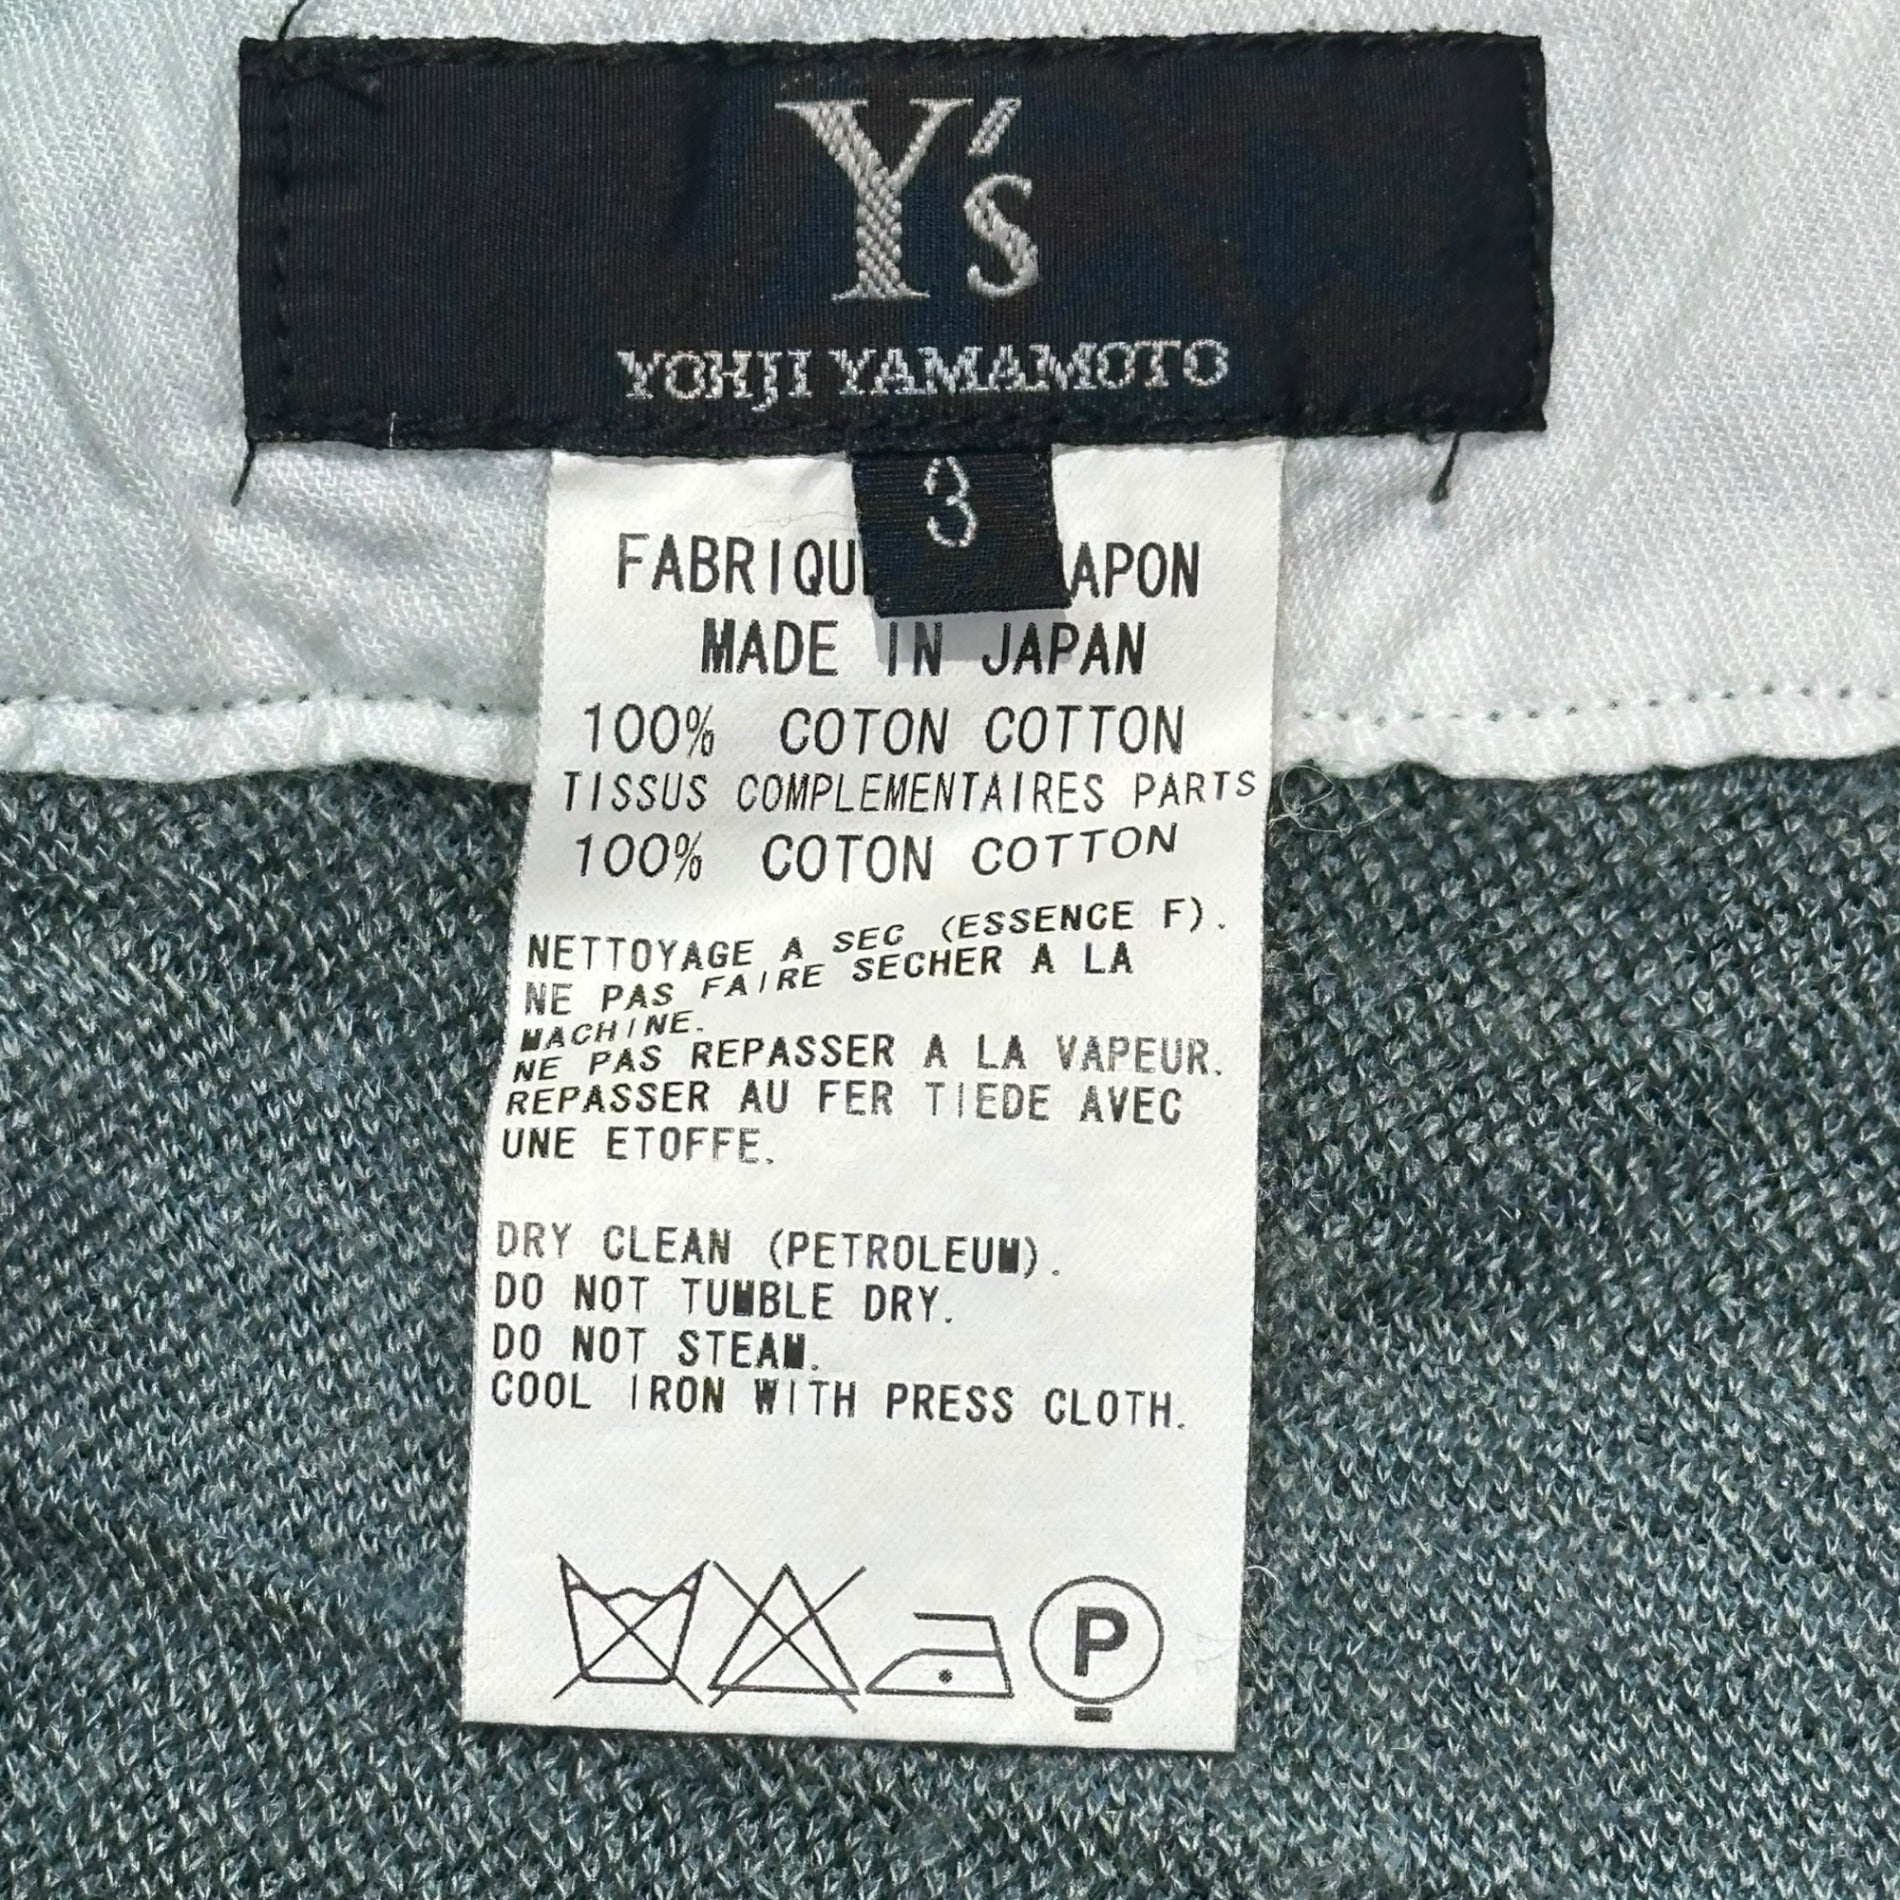 Y's
YOHJI YAMAMOTO
3
MADE IN JAPAN
100% COTON COTTON
TISSUS COMPLEMENTAIRES PARTS
100% COTON COTTON
NETTOYAGE A SEC (ESSENCE F).
NE PAS FAIRE SECHER A LA
MACHINE.
NE PAS REPASSER A LA VAPEUR.
REPASSER AU FER TIEDE AVEC
UNE ETOFFE.
DRY CLEAN (PETROLEUM).
DO NOT TUMBLE DRY.
DO NOT STEAM.
COOL IRON WITH PRESS CLOTH.
P